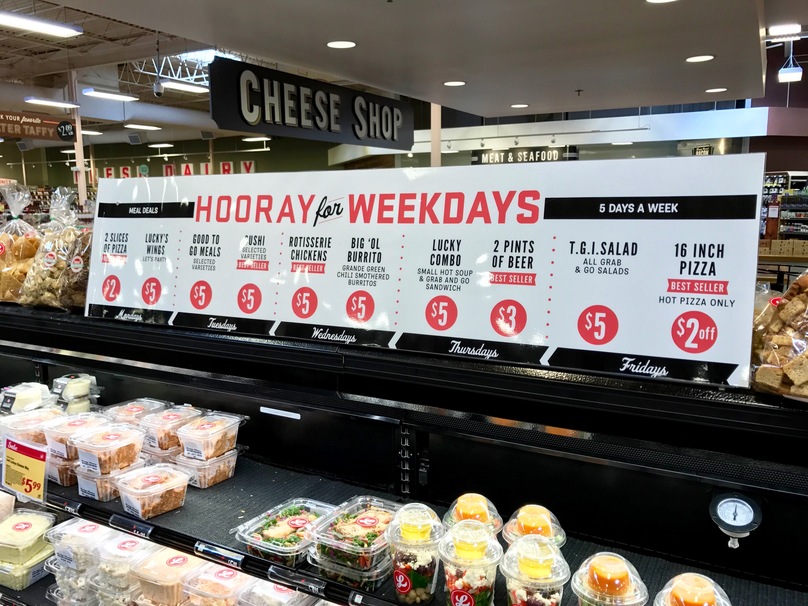 CHEESE SHOP
MEAT & SEAFOOD
YOUR favorite
TER TAFFY
DAIRY
MEAL DEALS
HOORAY for WEEKDAYS
5 DAYS A WEEK
2 SLICES
OF PIZZA
$2
LUCKY'S
WINGS
LET'S PARTY
$5
Mondays
GOOD TO
GO MEALS
SELECTED
VARIETIES
$5
SUSHI
SELECTED
VARIETIES
BEST SELLER
$5
Tuesdays
ROTISSERIE
CHICKENS
BEST SELLER
$5
BIG 'OL
BURRITO
GRANDE GREEN
CHILI SMOTHERED
BURRITOS
$5
Wednesdays
LUCKY
COMBO
SMALL HOT SOUP
& GRAB AND GO
SANDWICH
$5
2 PINTS
OF BEER
BEST SELLER
$3
Thursdays
T.G.I.SALAD
ALL GRAB
& GO SALADS
$5
16 INCH
PIZZA
BEST SELLER
HOT PIZZA ONLY
$2off
Fridays
$5.99